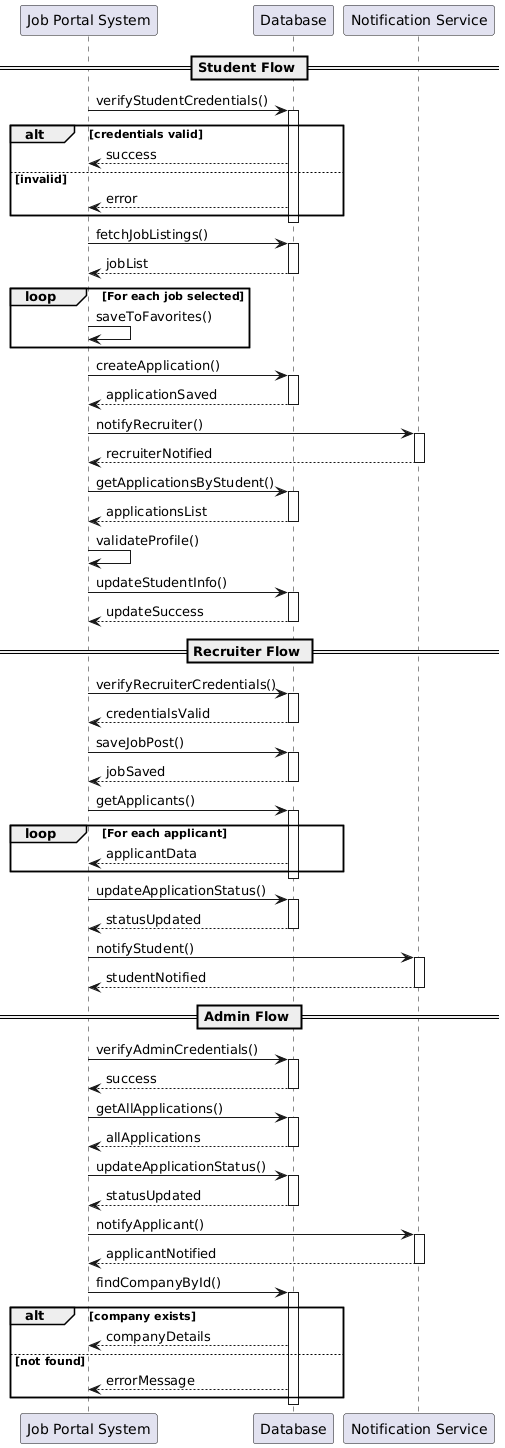 Job Portal System
Database
Notification Service
Student Flow
verifyStudentCredentials()
alt
[credentials valid]
success
[invalid]
error
fetchJobListings()
jobList
loop
[For each job selected]
saveToFavorites()
createApplication()
applicationSaved
notifyRecruiter()
recruiterNotified
getApplicationsByStudent()
applicationsList
validateProfile()
updateStudentInfo()
updateSuccess
Recruiter Flow
verifyRecruiterCredentials()
credentialsValid
saveJobPost()
jobSaved
getApplicants()
loop
[For each applicant]
applicantData
updateApplicationStatus()
statusUpdated
notifyStudent()
studentNotified
Admin Flow
verifyAdminCredentials()
success
getAllApplications()
allApplications
updateApplicationStatus()
statusUpdated
notifyApplicant()
applicantNotified
findCompanyById()
alt
[company exists]
companyDetails
[not found]
errorMessage
Job Portal System
Database
Notification Service